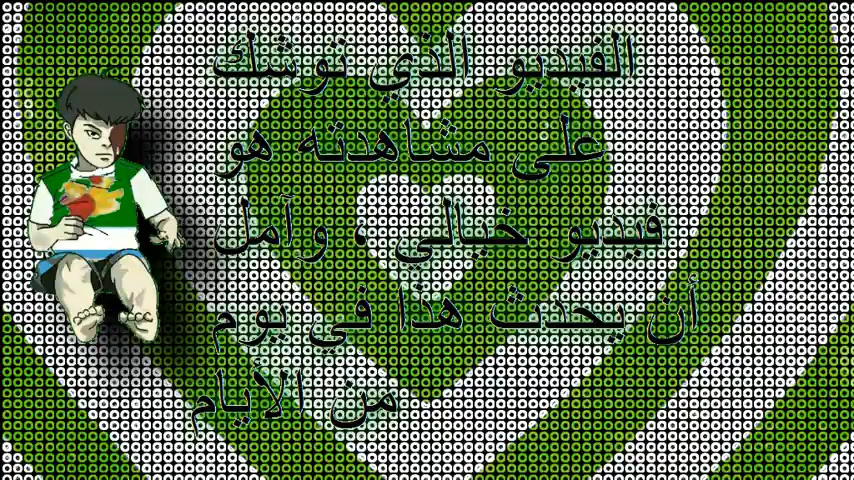 الفيديو الذي توشك
على مشاهدته هو
فيديو خيالي ، وآمل
أن يحدث هذا في يوم
من الأيام